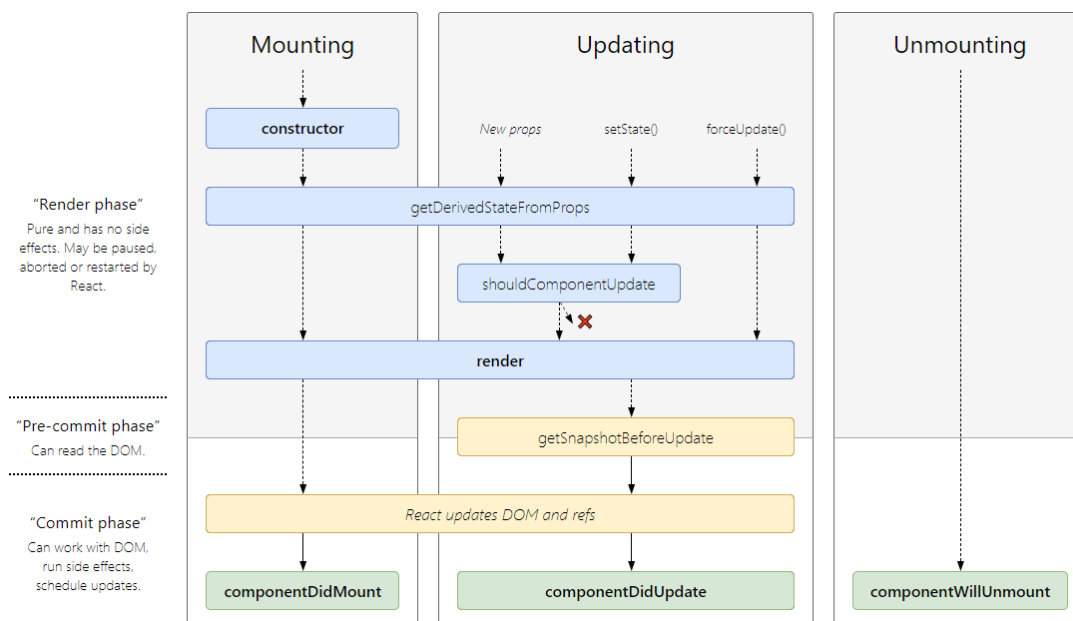 Mounting
Updating
Unmounting
constructor
New props
setState()
forceUpdate()
"Render phase"
Pure and has no side
effects. May be paused,
aborted or restarted by
React.
getDerivedStateFromProps
shouldComponentUpdate
render
"Pre-commit phase"
Can read the DOM.
getSnapshotBeforeUpdate
"Commit phase"
Can work with DOM,
run side effects,
schedule updates.
React updates DOM and refs
componentDidMount
componentDidUpdate
componentWillUnmount